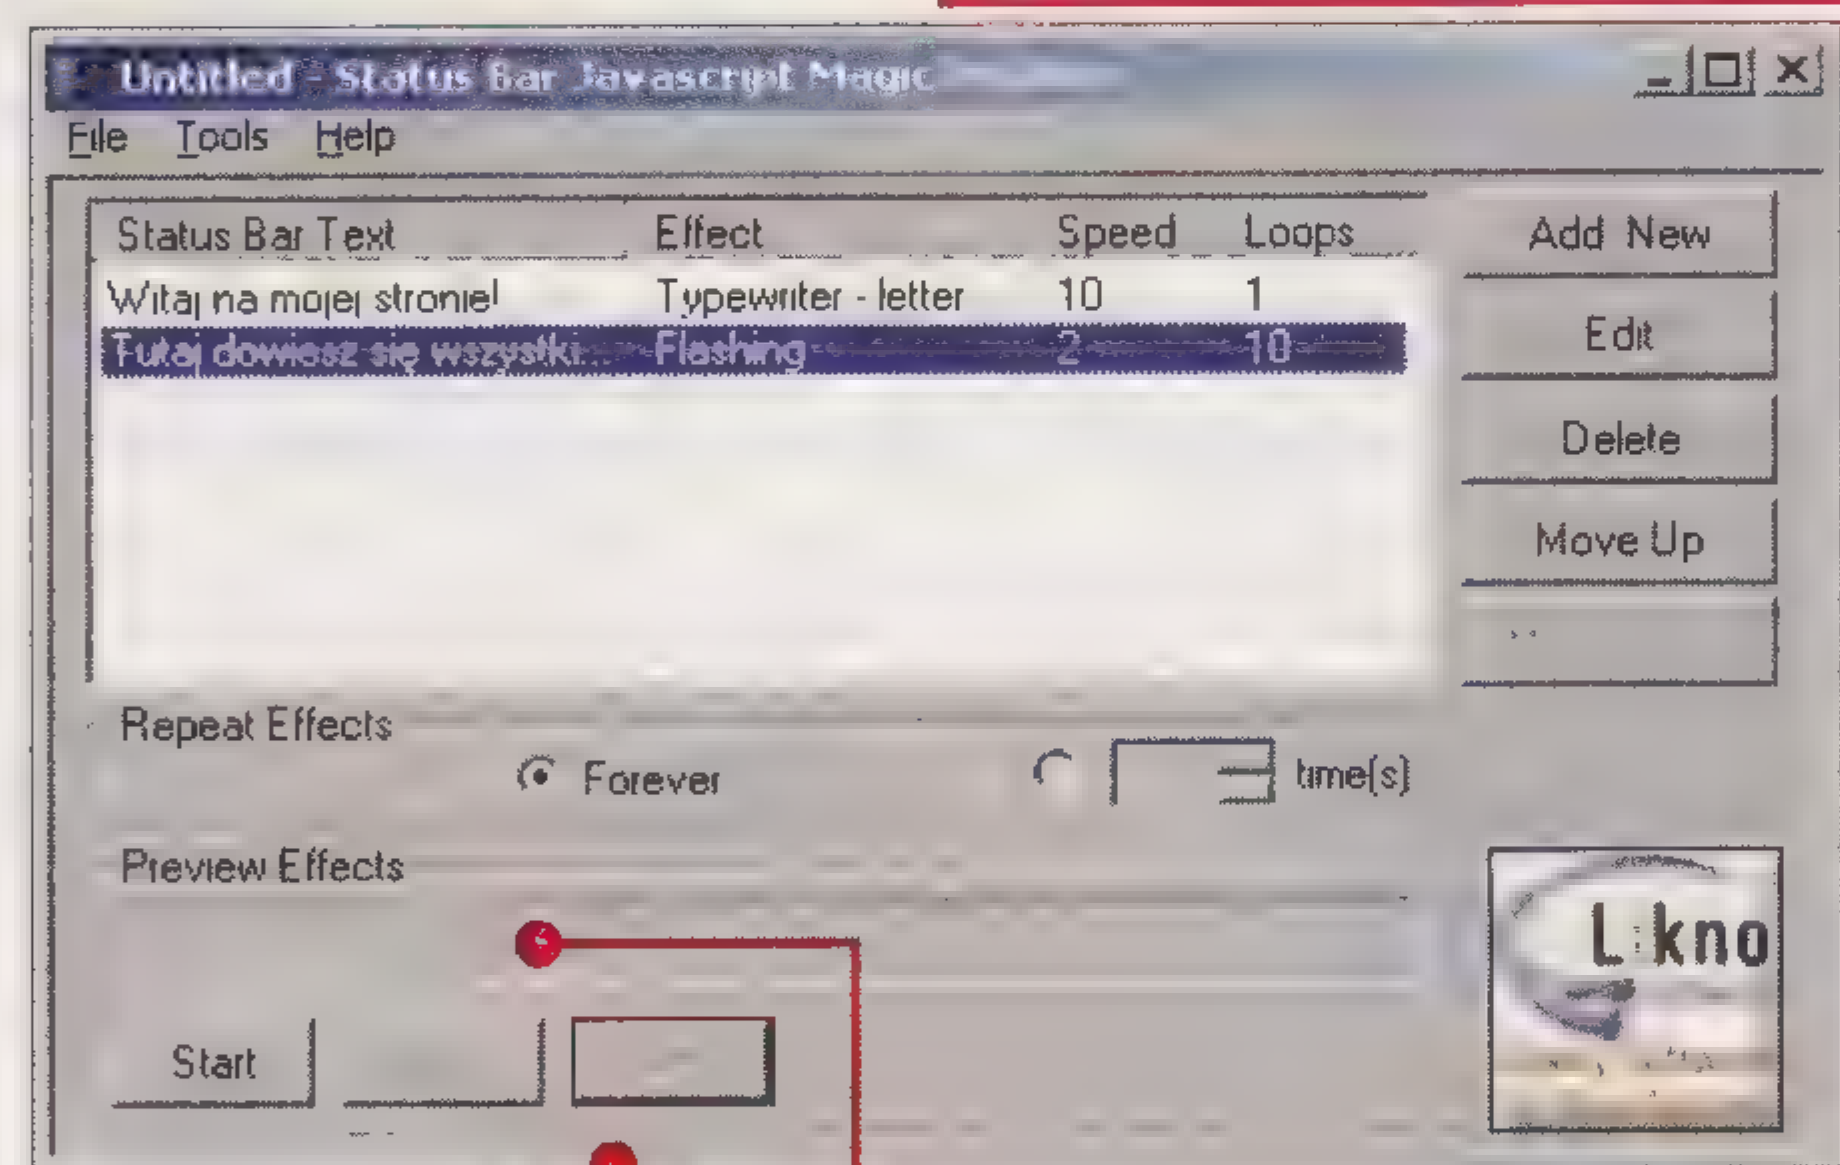 Untitled - Status Bar Javascript Magic
File Tools Help
Status Bar Text Effect Speed Loops
Witaj na mojej stronie! Typewriter - letter 10 1
Tutaj dowiesz się wszystki... Flashing 2 10
Add New
Edit
Delete
Move Up
Repeat Effects
Forever time(s)
Preview Effects
Start
Likno